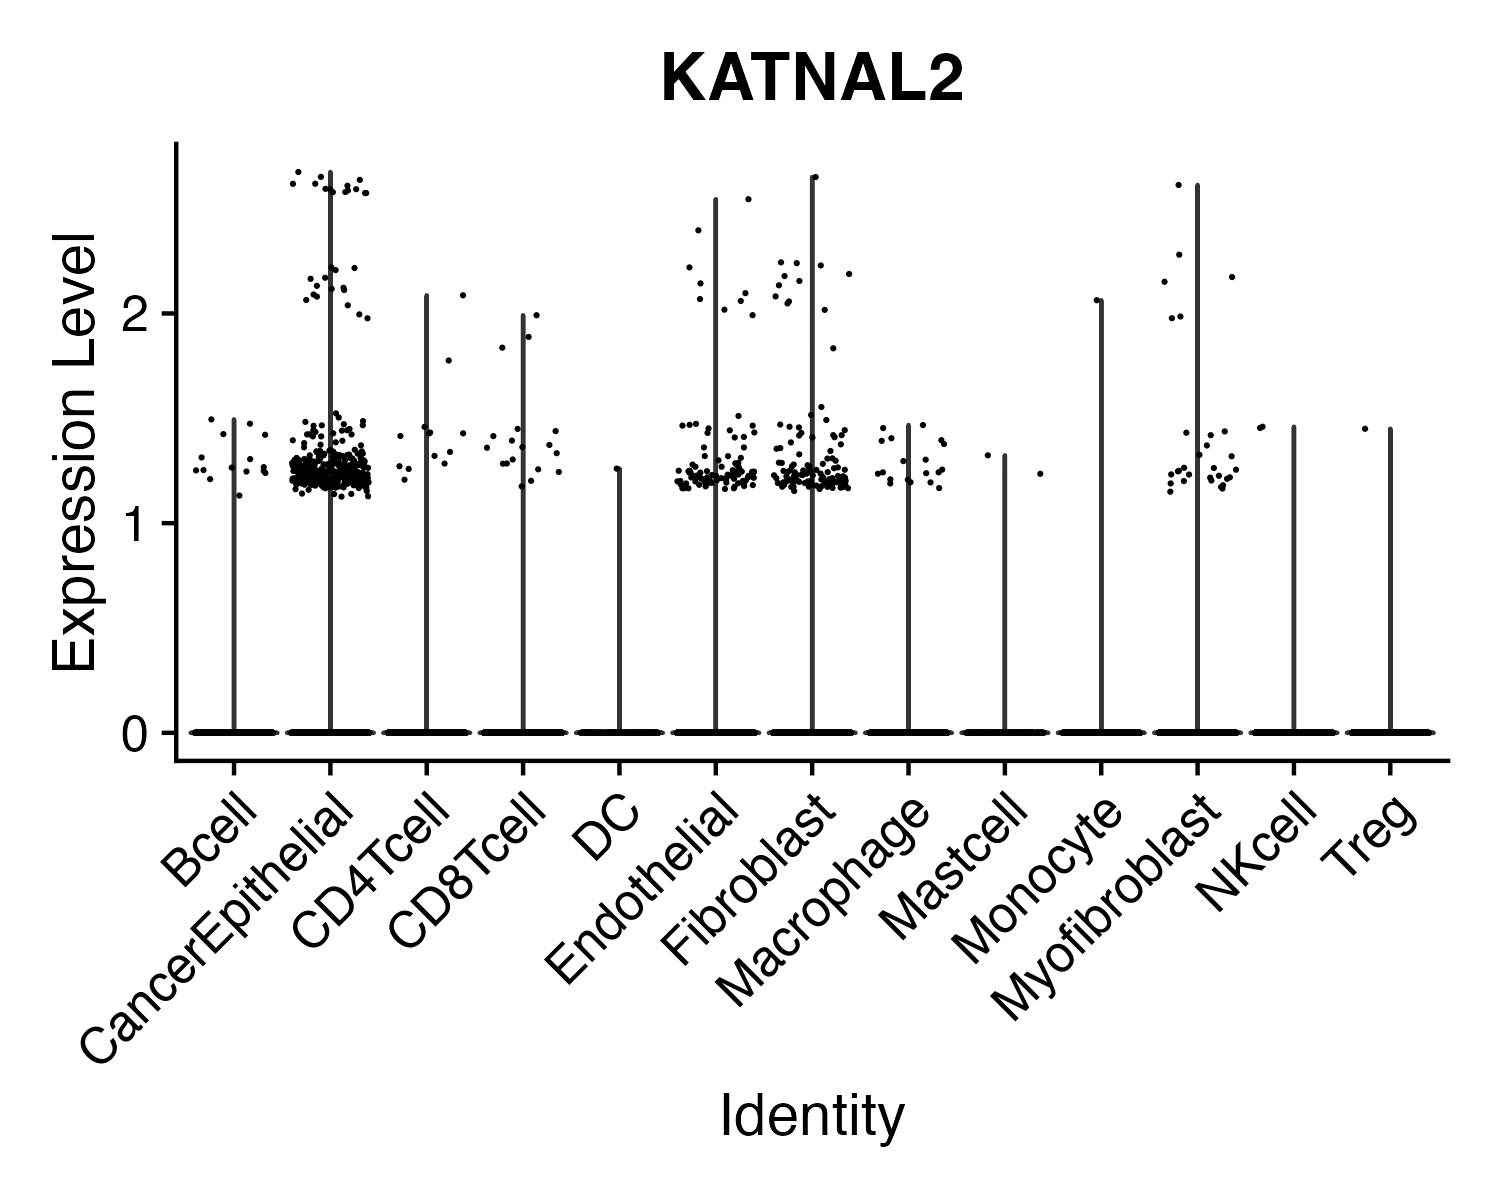 KATNAL2
Expression Level
2
1
0
Bcell
CancerEpithelial
CD4Tcell
CD8Tcell
DC
Endothelial
Fibroblast
Macrophage
Mastcell
Monocyte
Myofibroblast
NKcell
Treg
Identity